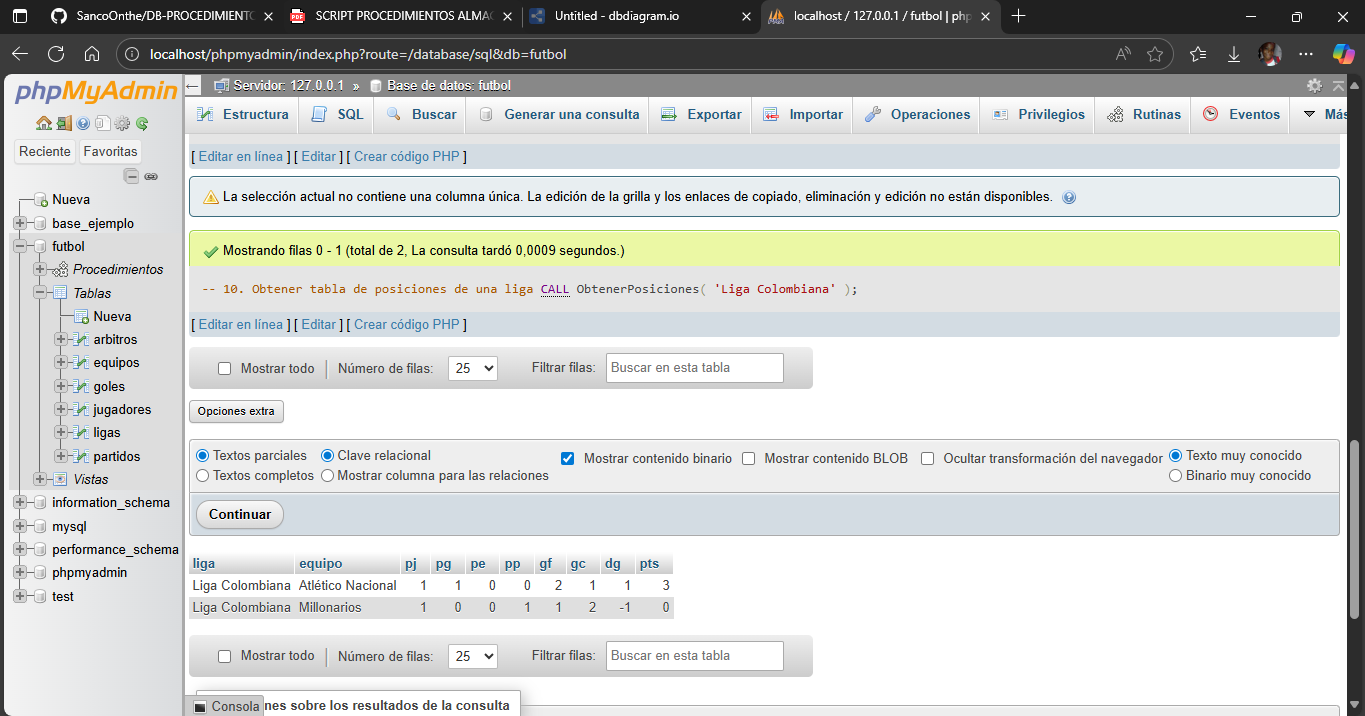 SancoOnthe/DB-PROCEDIMIENTO
SCRIPT PROCEDIMIENTOS ALMA
Untitled - dbdiagram.io
localhost / 127.0.0.1 / futbol | php
localhost/phpmyadmin/index.php?route=/database/sql&db=futbol
phpMyAdmin
Reciente
Favoritas
Nueva
base_ejemplo
futbol
Procedimientos
Tablas
Nueva
arbitros
equipos
goles
jugadores
ligas
partidos
Vistas
information_schema
mysql
performance_schema
phpmyadmin
test
Servidor: 127.0.0.1 » Base de datos: futbol
Estructura SQL Buscar Generar una consulta Exportar Importar Operaciones Privilegios Rutinas Eventos Más
[ Editar en línea ] [ Editar ] [ Crear código PHP ]
La selección actual no contiene una columna única. La edición de la grilla y los enlaces de copiado, eliminación y edición no están disponibles.
Mostrando filas 0 - 1 (total de 2, La consulta tardó 0,0009 segundos.)
-- 10. Obtener tabla de posiciones de una liga CALL ObtenerPosiciones( 'Liga Colombiana' );
[ Editar en línea ] [ Editar ] [ Crear código PHP ]
Mostrar todo | Número de filas: 25 Filtrar filas: Buscar en esta tabla
Opciones extra
Textos parciales Clave relacional Mostrar contenido binario Mostrar contenido BLOB Ocultar transformación del navegador Texto muy conocido
Textos completos Mostrar columna para las relaciones Binario muy conocido
Continuar
liga equipo pj pg pe pp gf gc dg pts
Liga Colombiana Atlético Nacional 1 1 0 0 2 1 1 3
Liga Colombiana Millonarios 1 0 0 1 1 2 -1 0
Mostrar todo | Número de filas: 25 Filtrar filas: Buscar en esta tabla
Consola
nes sobre los resultados de la consulta